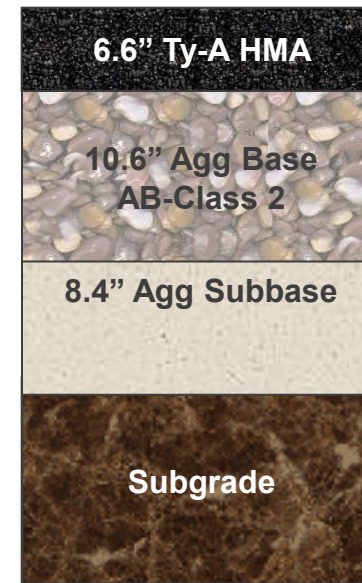 6.6” Ty-A HMA
10.6” Agg Base
AB-Class 2
8.4” Agg Subbase
Subgrade